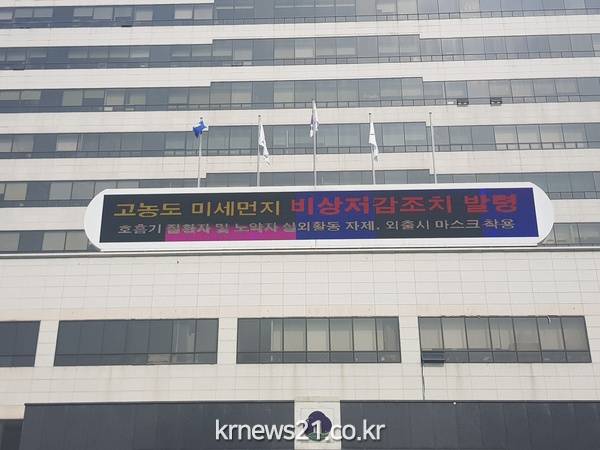 고농도 미세먼지 비상저감조치 발령
호흡기 질환자 및 노약자 실외활동 자제, 외출시 마스크 착용
krnews21.co.kr